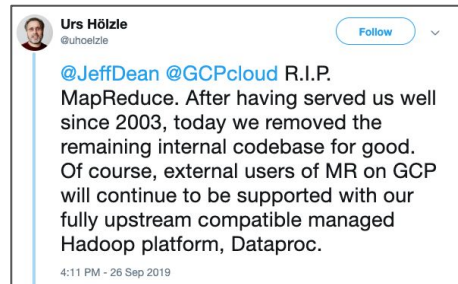 Urs Hölzle
@uhoelzle
Follow
@JeffDean @GCPcloud R.I.P.
MapReduce. After having served us well
since 2003, today we removed the
remaining internal codebase for good.
Of course, external users of MR on GCP
will continue to be supported with our
fully upstream compatible managed
Hadoop platform, Dataproc.
4:11 PM - 26 Sep 2019